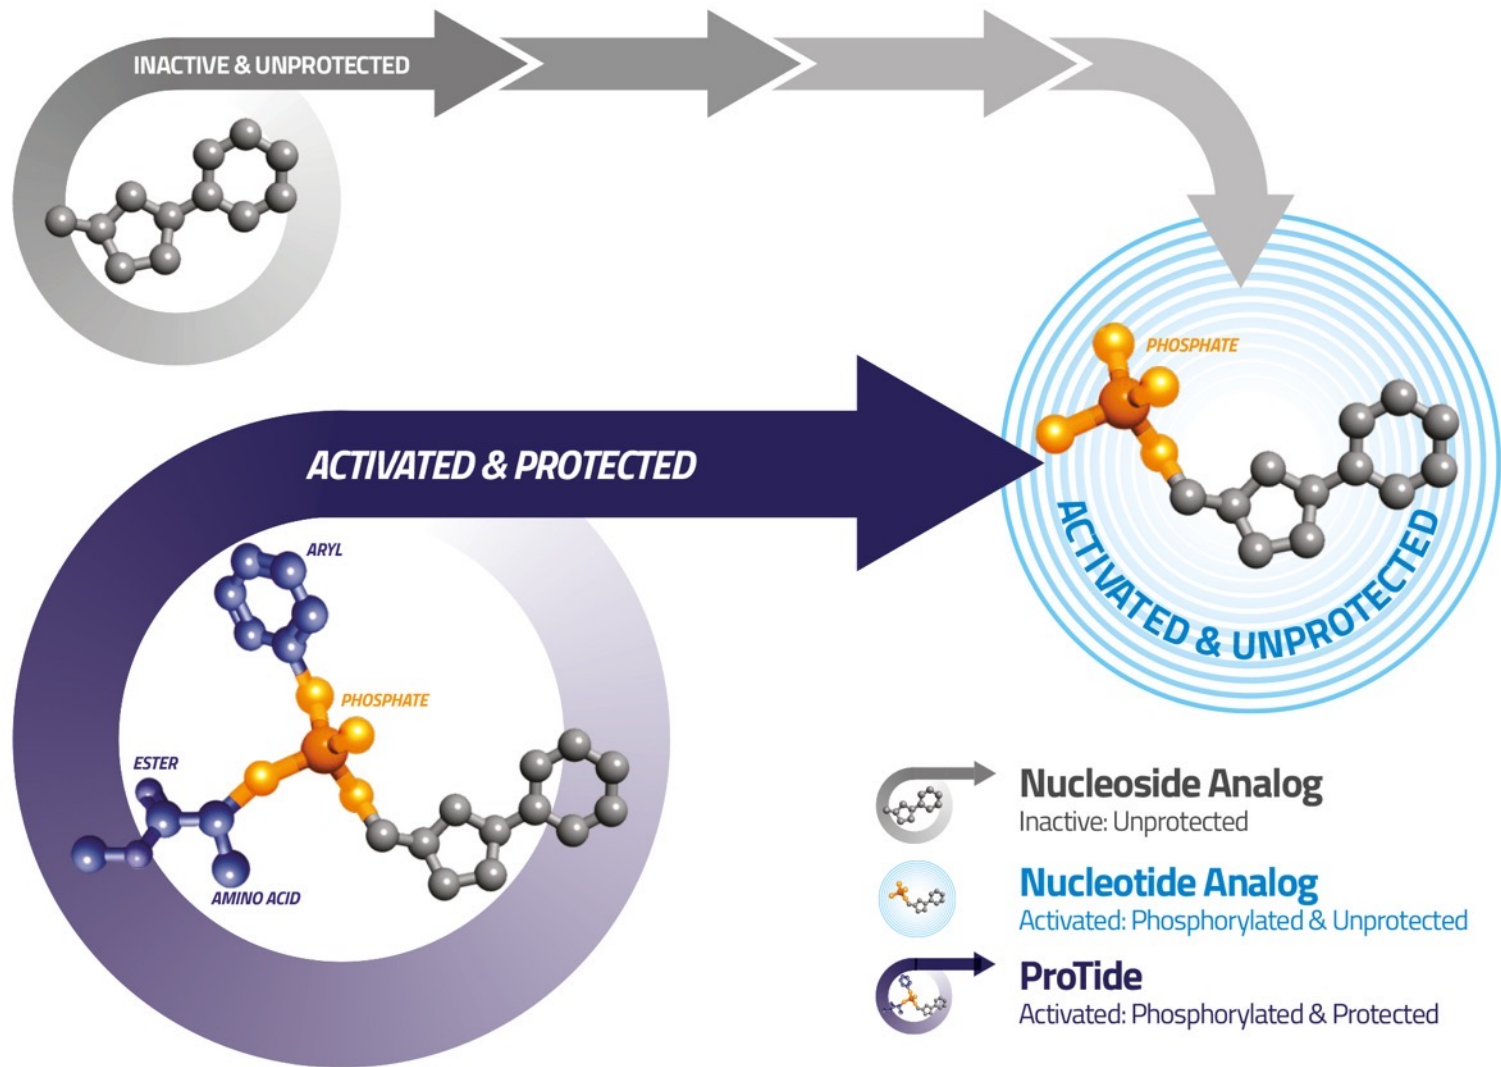 INACTIVE & UNPROTECTED
PHOSPHATE
ACTIVATED & PROTECTED
ACTIVATED & UNPROTECTED
ARYL
PHOSPHATE
ESTER
AMINO ACID
Nucleoside Analog
Inactive: Unprotected
Nucleotide Analog
Activated: Phosphorylated & Unprotected
ProTide
Activated: Phosphorylated & Protected